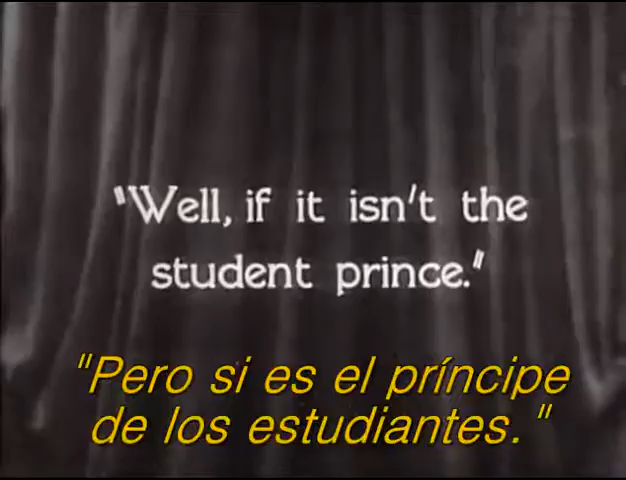 "Well, if it isn't the
student prince."
"Pero si es el príncipe
de los estudiantes."